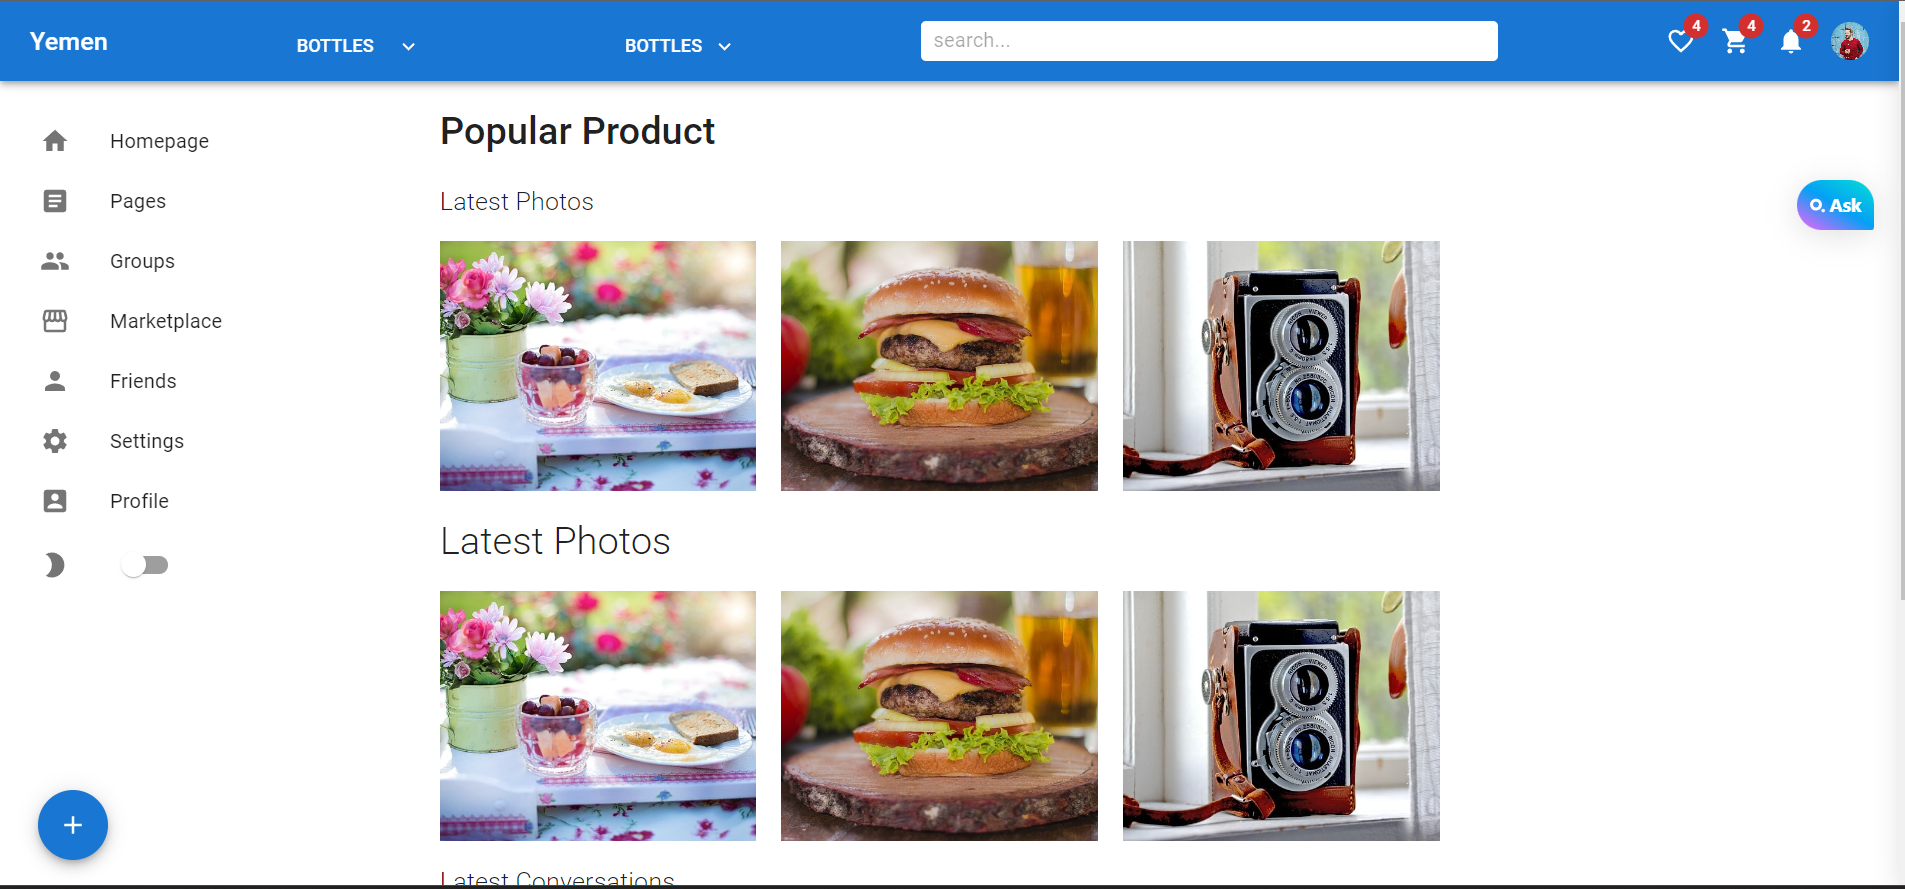 Yemen
BOTTLES
BOTTLES
search...
4
4
2
Homepage
Pages
Groups
Marketplace
Friends
Settings
Profile
Popular Product
Latest Photos
Ask
Latest Photos
Latest Conversations